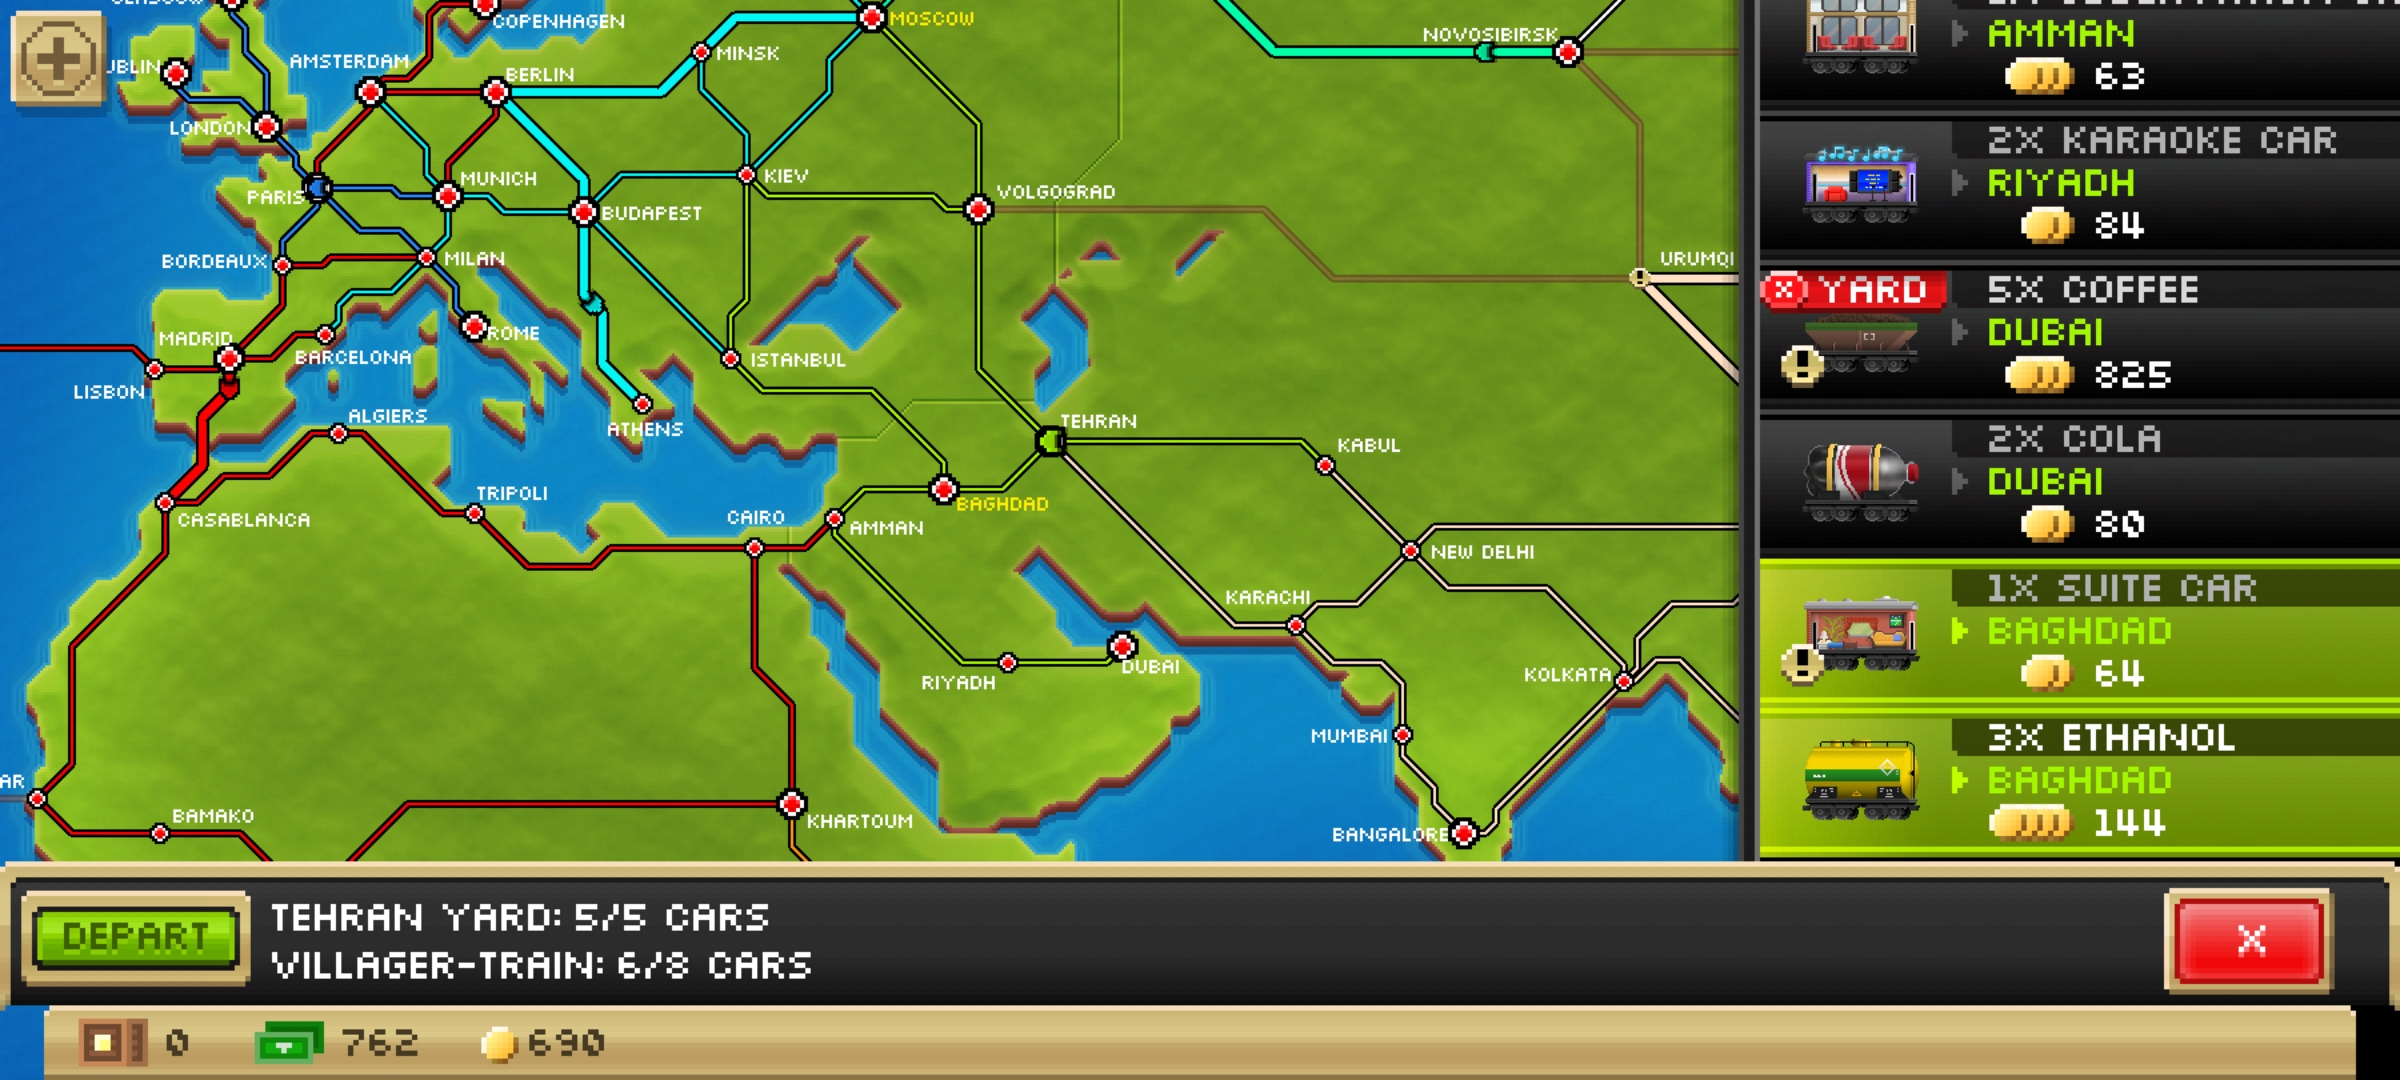 COPENHAGEN
MOSCOW
MINSK
NOVOSIBIRSK
AMSTERDAM
BERLIN
LONDON
MUNICH
KIEV
PARIS
BUDAPEST
VOLGOGRAD
BORDEAUX
MILAN
URUMQI
MADRID
ROME
BARCELONA
ISTANBUL
LISBON
ALGIERS
ATHENS
TEHRAN
KABUL
TRIPOLI
CASABLANCA
CAIRO
BAGHDAD
AMMAN
NEW DELHI
KARACHI
RIYADH
DUBAI
KOLKATA
MUMBAI
BAMAKO
KHARTOUM
BANGALORE
AMMAN
63
2X KARAOKE CAR
RIYADH
84
X YARD
5X COFFEE
DUBAI
825
2X COLA
DUBAI
80
1X SUITE CAR
BAGHDAD
64
3X ETHANOL
BAGHDAD
144
DEPART
TEHRAN YARD: 5/5 CARS
VILLAGER-TRAIN: 6/8 CARS
X
0
762
690